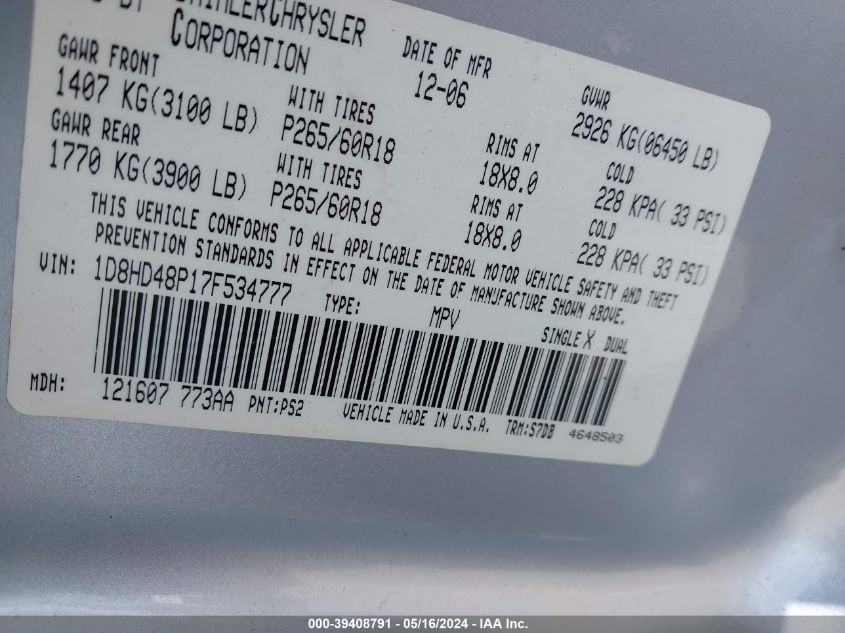 BY DAIMLERCHRYSLER
CORPORATION
DATE OF MFR
12-06
GVWR
2926 KG(06450 LB)
GAWR FRONT
1407 KG(3100 LB)
WITH TIRES
P265/60R18
RIMS AT
18X8.0
COLD
228 KPA( 33 PSI)
GAWR REAR
1770 KG(3900 LB)
WITH TIRES
P265/60R18
RIMS AT
18X8.0
COLD
228 KPA( 33 PSI)
THIS VEHICLE CONFORMS TO ALL APPLICABLE FEDERAL MOTOR VEHICLE SAFETY AND THEFT
PREVENTION STANDARDS IN EFFECT ON THE DATE OF MANUFACTURE SHOWN ABOVE.
VIN: 1D8HD48P17F534777 TYPE: MPV SINGLE X DUAL
MDH: 121607 773AA PNT:PS2 VEHICLE MADE IN U.S.A. TRM:S7DB 4648503
000-39408791 - 05/16/2024 - IAA Inc.